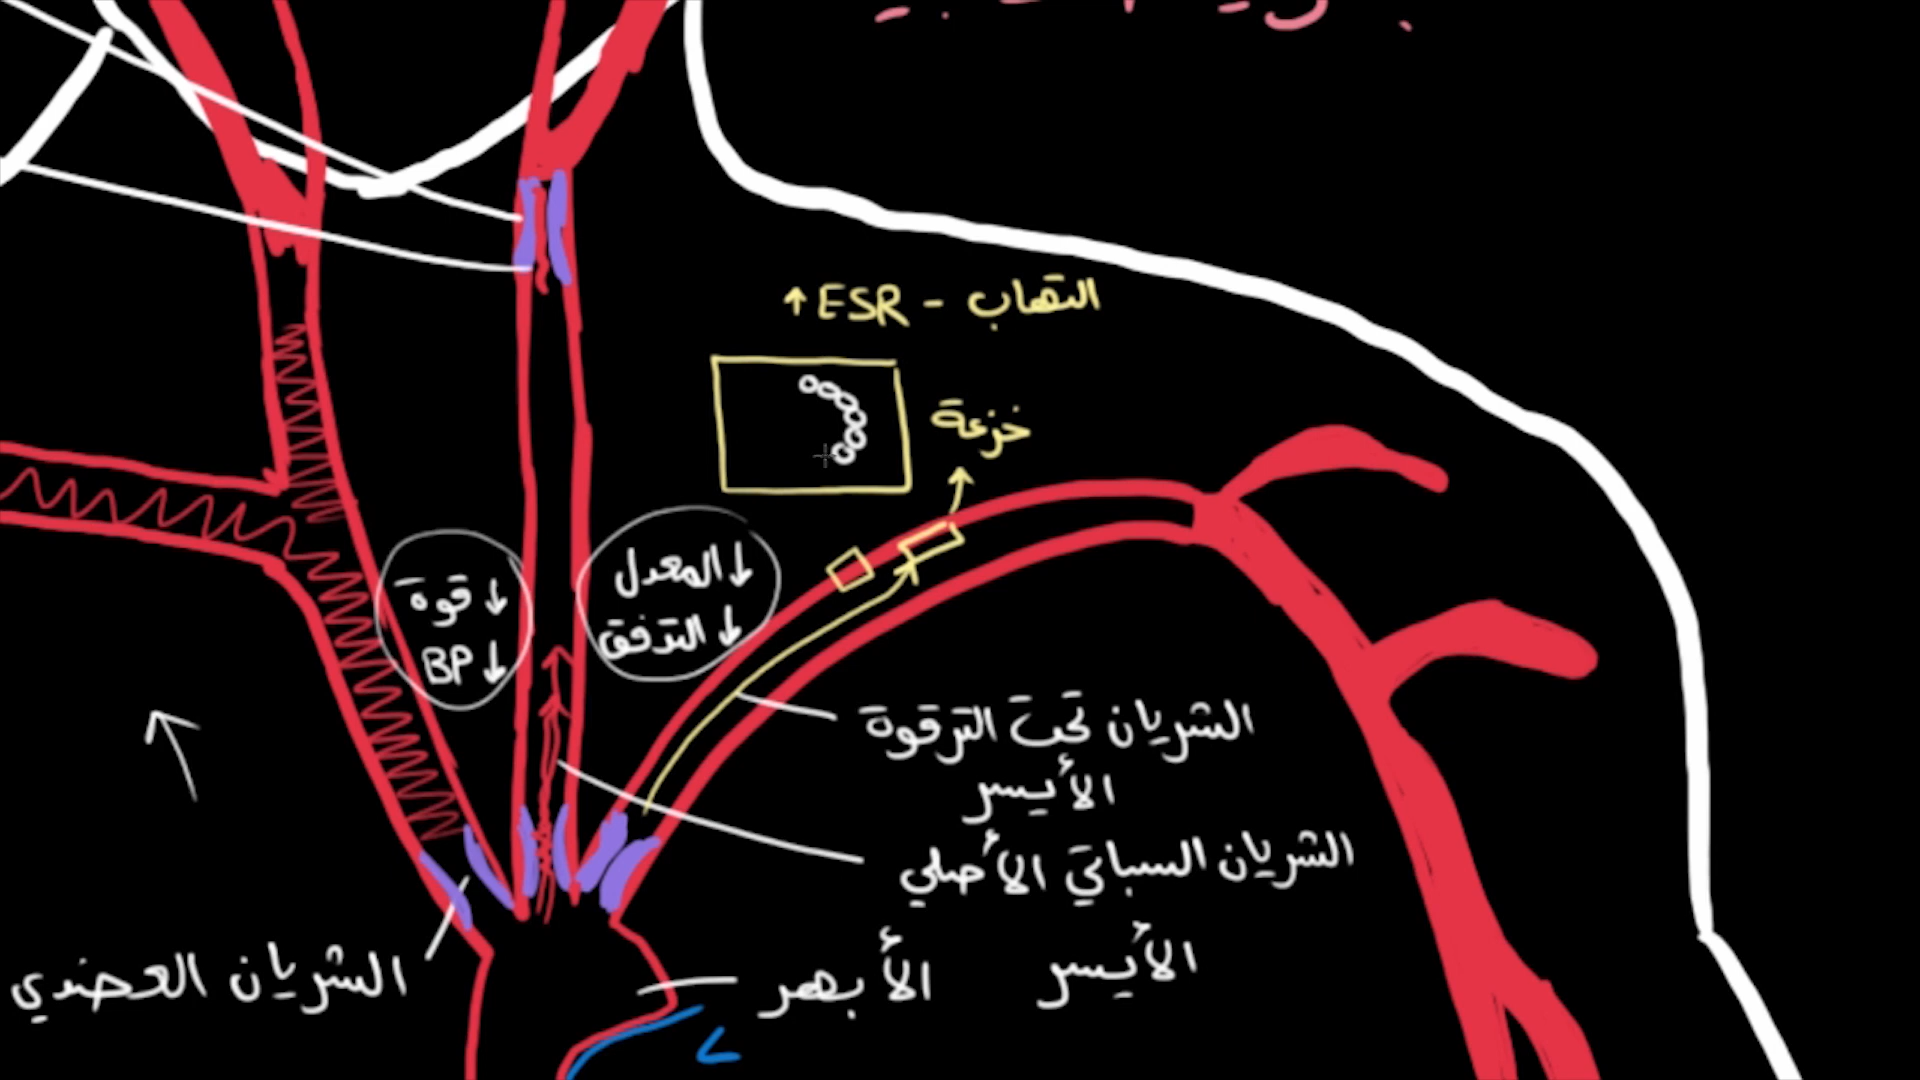 ↑ ESR - التهاب
خزعة
↓ المعدل
↓ التدفق
↓ قوة
↓ BP
الشريان تحت الترقوة
الأيسر
الشريان السباتي الأصلي
الأيسر
الأبهر
الشريان العضدي